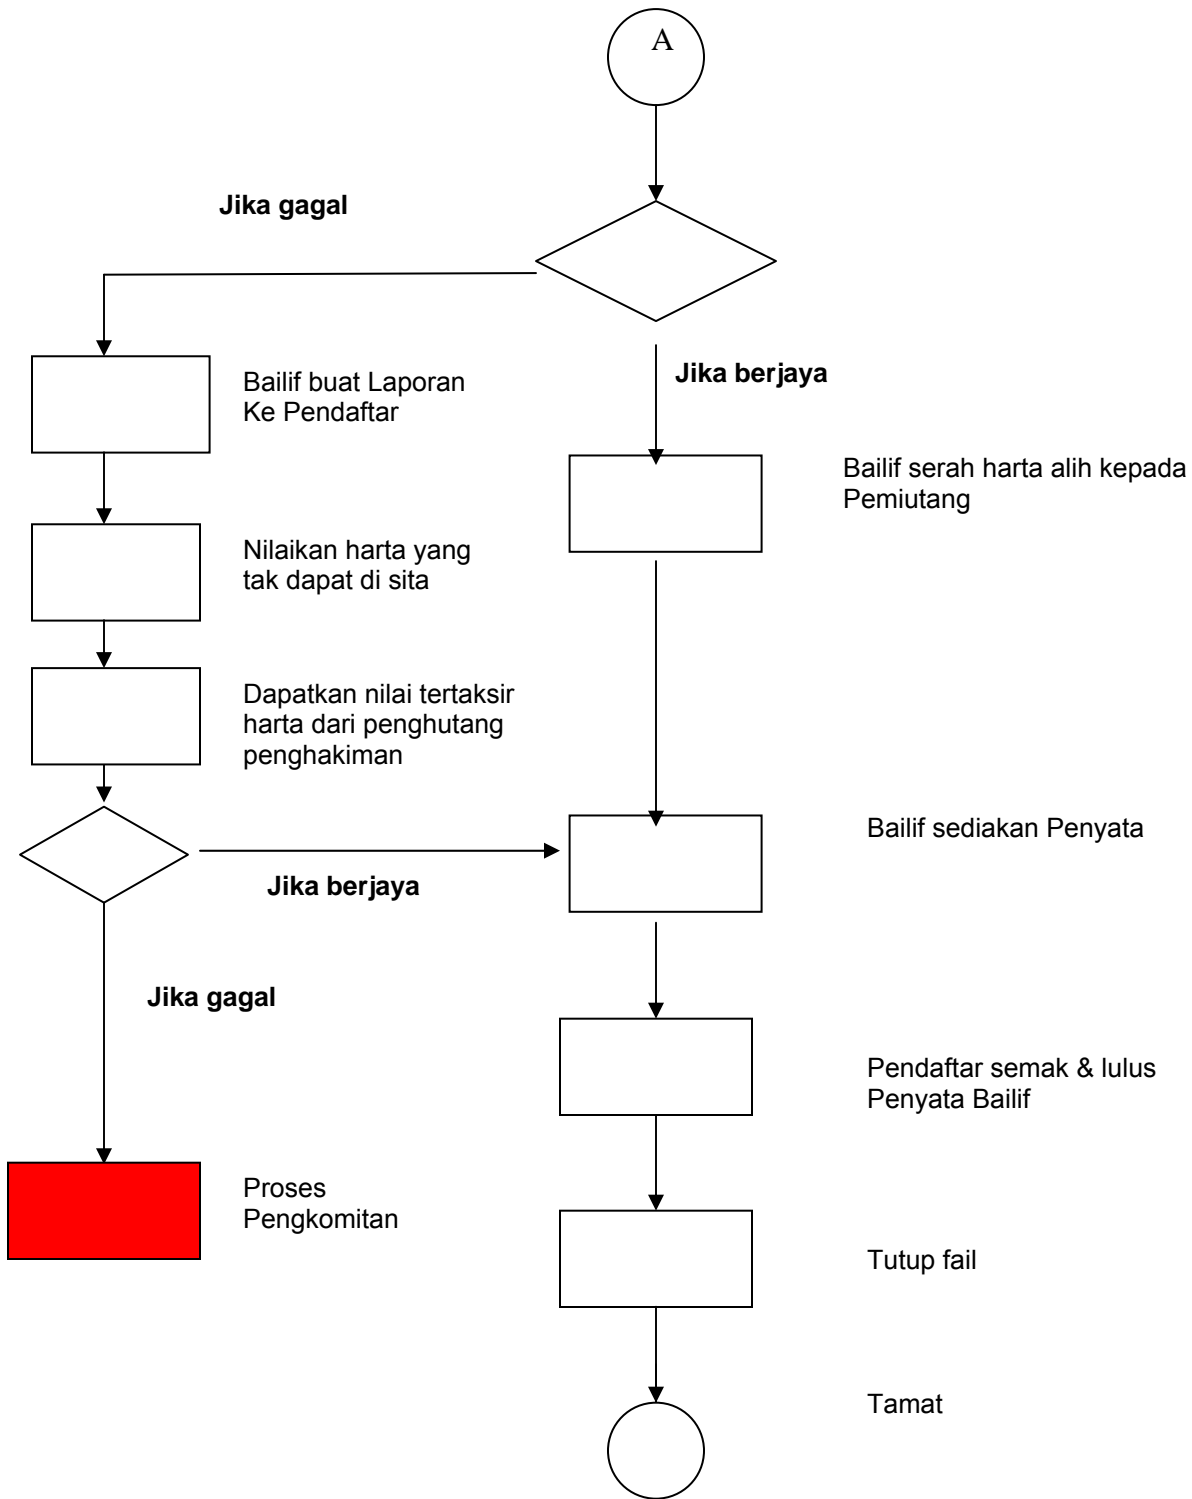 A
Jika gagal
Jika berjaya
Bailif buat Laporan
Ke Pendaftar
Bailif serah harta alih kepada
Pemiutang
Nilaikan harta yang
tak dapat di sita
Dapatkan nilai tertaksir
harta dari penghutang
penghakiman
Bailif sediakan Penyata
Jika berjaya
Jika gagal
Pendaftar semak & lulus
Penyata Bailif
Proses
Pengkomitan
Tutup fail
Tamat